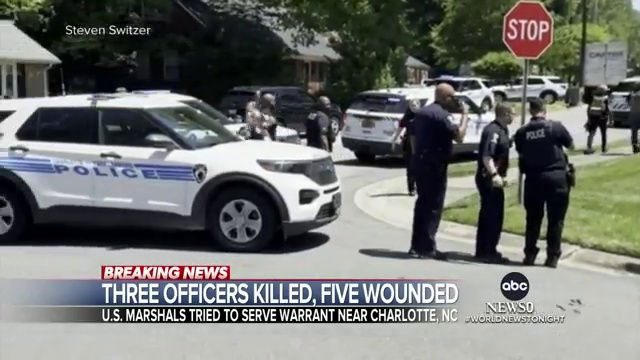 Steven Switzer
STOP
POLICE
POLICE
BREAKING NEWS
THREE OFFICERS KILLED, FIVE WOUNDED
U.S. MARSHALS TRIED TO SERVE WARRANT NEAR CHARLOTTE, NC
abc
NEWS
#WORLDNEWSTONIGHT